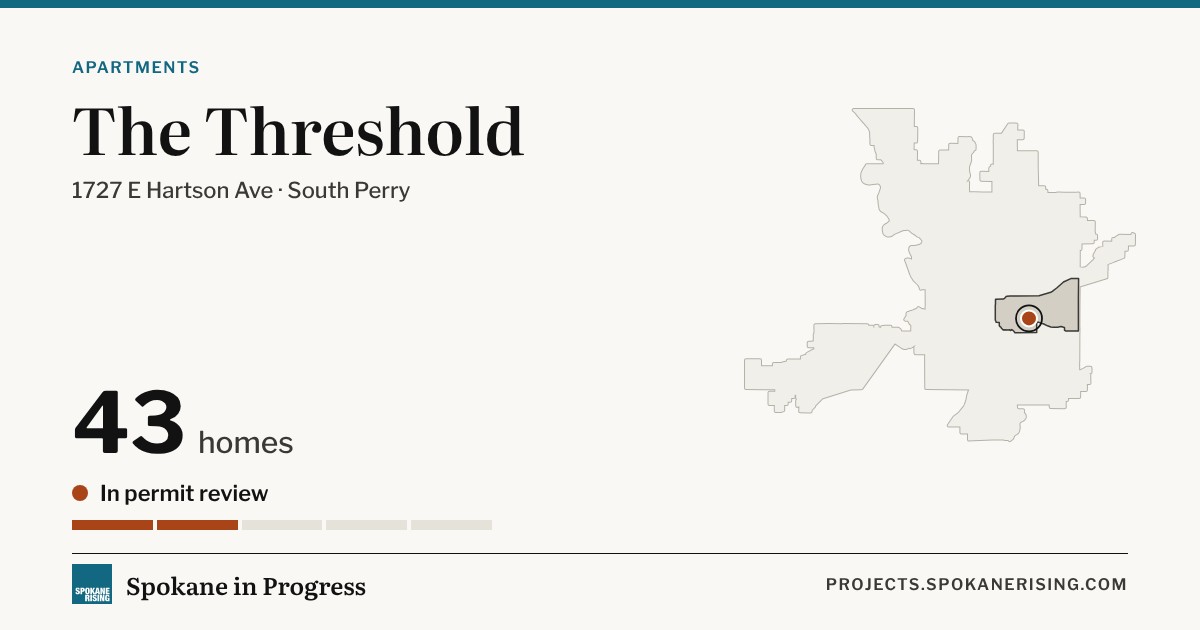 APARTMENTS
The Threshold
1727 E Hartson Ave · South Perry
43 homes
In permit review
SPOKANE
RISING
Spokane in Progress
PROJECTS.SPOKANERISING.COM